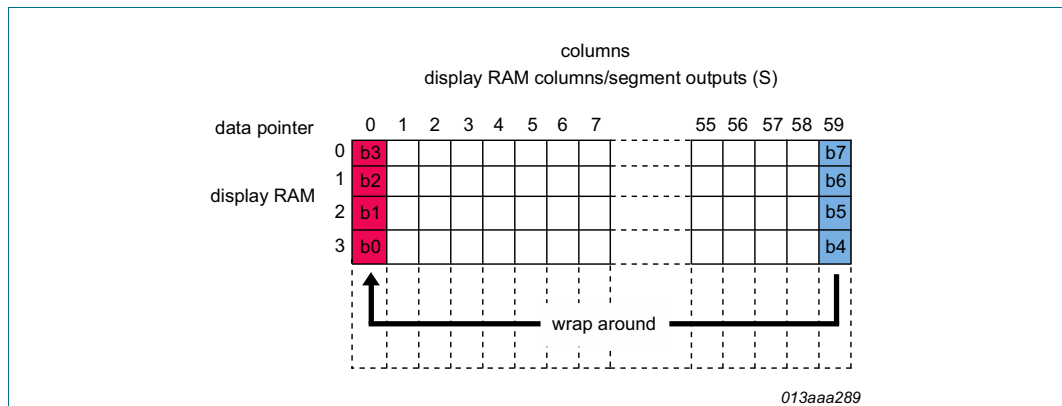 columns
display RAM columns/segment outputs (S)
data pointer 0 1 2 3 4 5 6 7 55 56 57 58 59
0 b3 b7
1 b2 b6
display RAM
2 b1 b5
3 b0 b4
wrap around
013aaa289